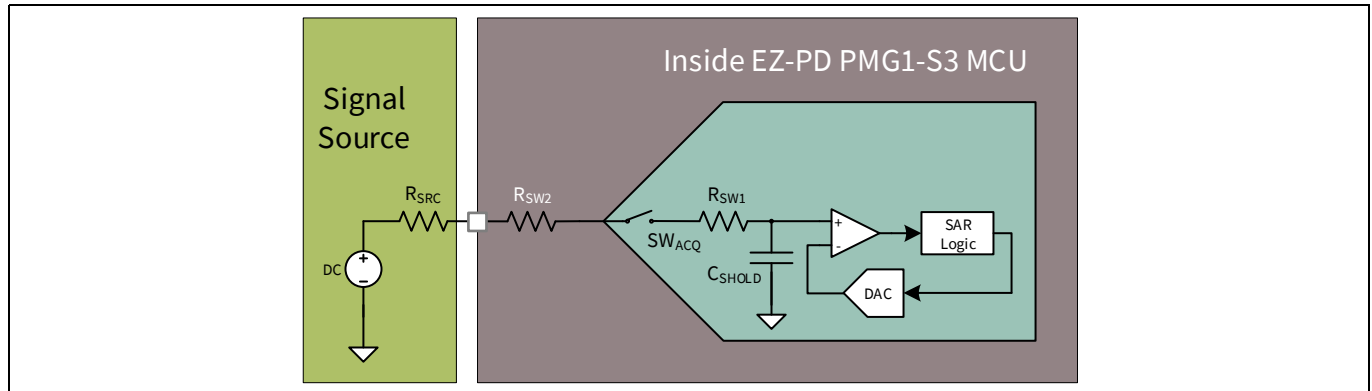 Inside EZ-PD PMG1-S3 MCU
Signal
Source
RSRC
RSW2
RSW1
SWACQ
CSHOLD
DC
+
-
+
-
SAR
Logic
DAC